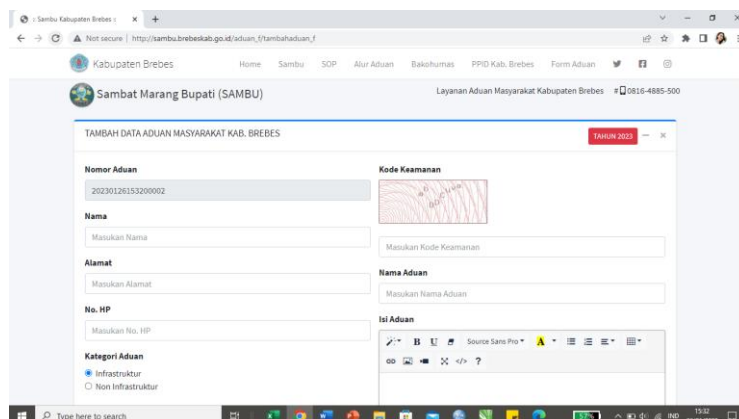 : Sambu Kabupaten Brebes :
Not secure | http://sambu.brebeskab.go.id/aduan_f/tambahaduan_f
Kabupaten Brebes
Home Sambu SOP Alur Aduan Bakohumas PPID Kab. Brebes Form Aduan
Sambat Marang Bupati (SAMBU)
Layanan Aduan Masyarakat Kabupaten Brebes # 0816-4885-500
TAMBAH DATA ADUAN MASYARAKAT KAB. BREBES
TAHUN 2023
Nomor Aduan
20230126153200002
Nama
Masukan Nama
Alamat
Masukan Alamat
No. HP
Masukan No. HP
Kategori Aduan
Infrastruktur
Non Infrastruktur
Kode Keamanan
Masukan Kode Keamanan
Nama Aduan
Masukan Nama Aduan
Isi Aduan
B U Source Sans Pro A
?
Type here to search
57%
IND
15:32